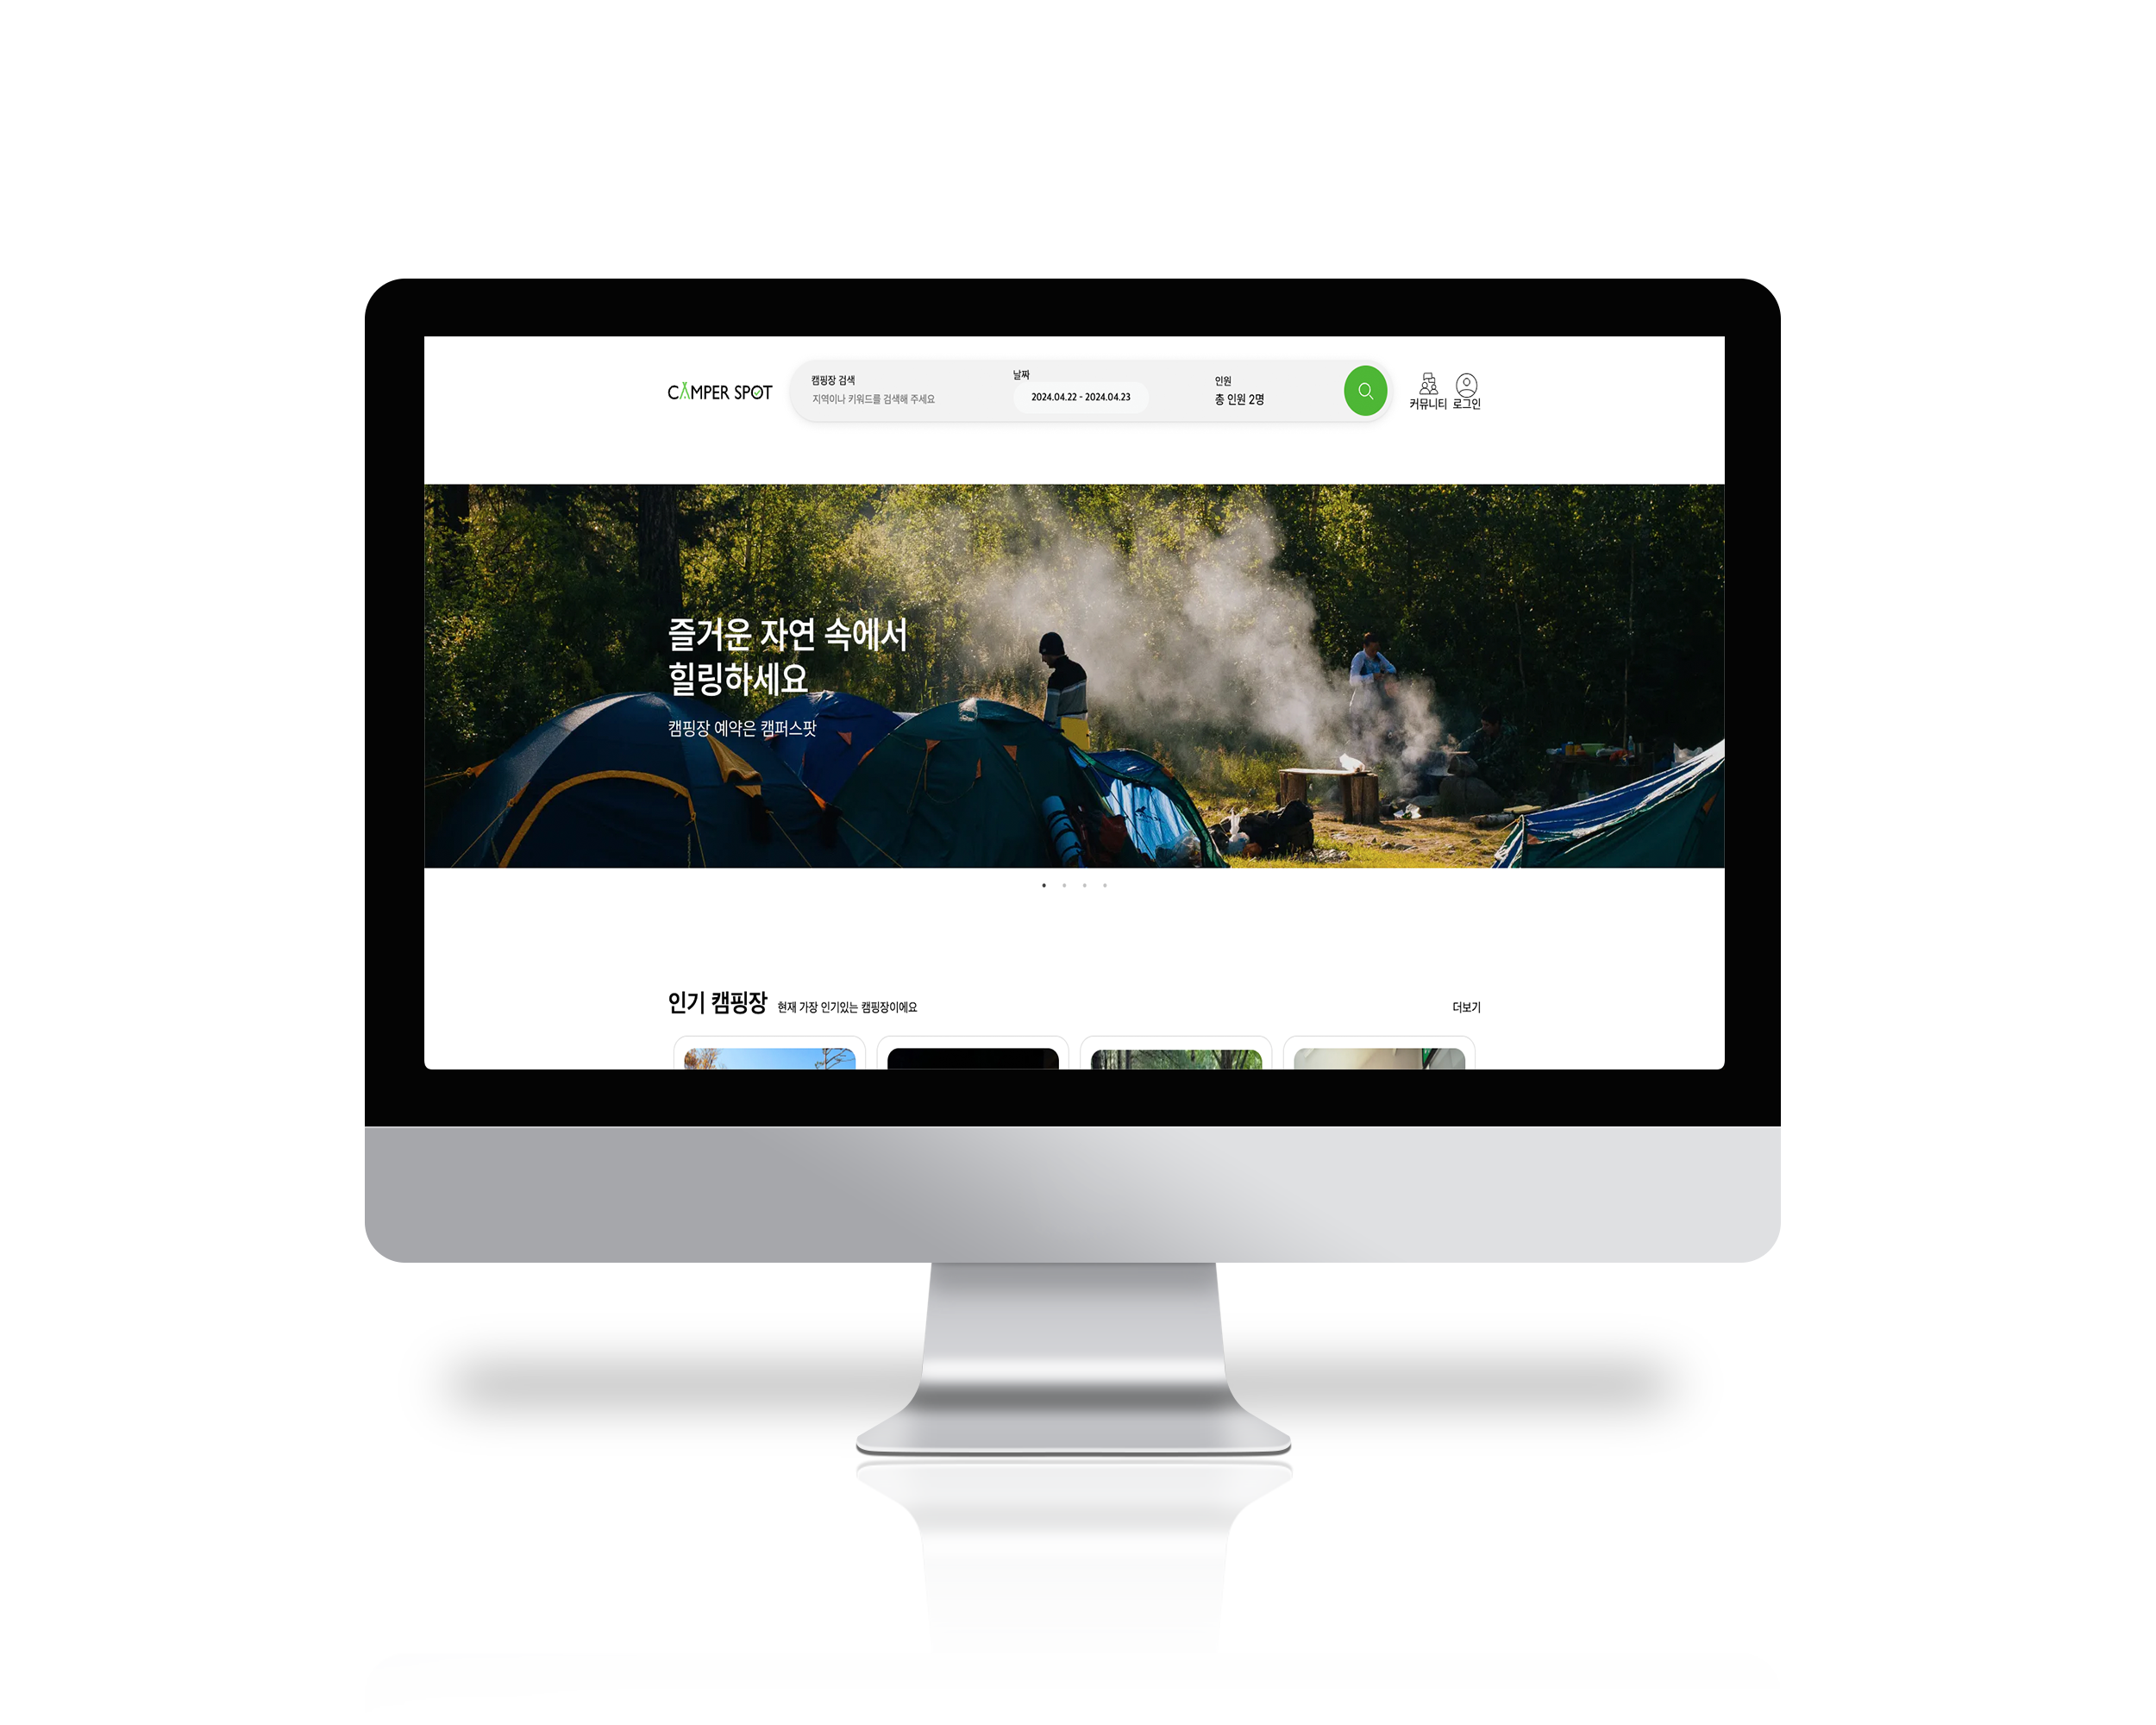 CAMPER SPOT
캠핑장 검색
지역이나 키워드를 검색해 주세요
날짜
2024.04.22 - 2024.04.23
인원
총 인원 2명
커뮤니티 로그인
즐거운 자연 속에서
힐링하세요
캠핑장 예약은 캠퍼스팟
인기 캠핑장 현재 가장 인기있는 캠핑장이에요
더보기